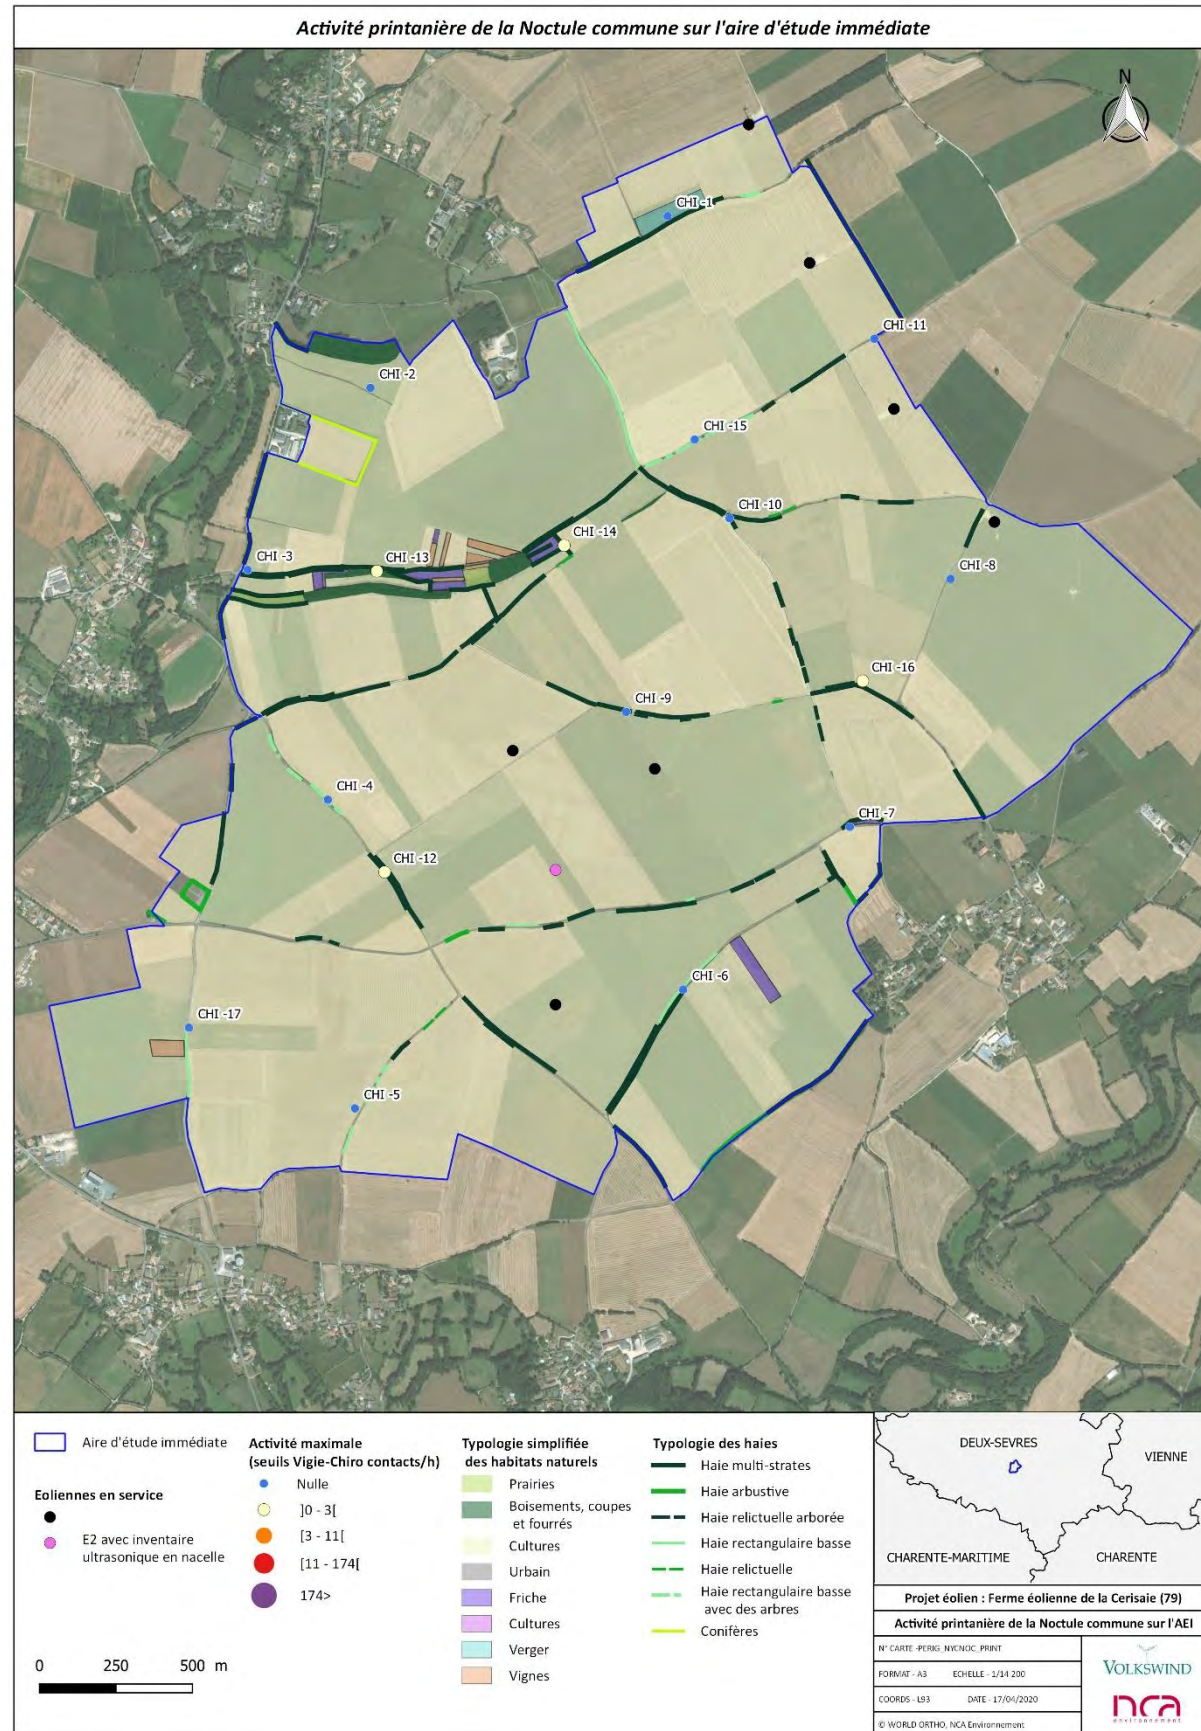 Activité printanière de la Noctule commune sur l'aire d'étude immédiate
N
CHI -1
CHI -11
CHI -2
CHI -15
CHI -10
CHI -14
CHI -3
CHI -13
CHI -8
CHI -16
CHI -9
CHI -4
CHI -7
CHI -12
CHI -6
CHI -17
CHI -5
Aire d'étude immédiate
Eoliennes en service
E2 avec inventaire
ultrasonique en nacelle
0 250 500 m
Activité maximale
(seuils Vigie-Chiro contacts/h)
Nulle
]0 - 3[
[3 - 11[
[11 - 174[
174>
Typologie simplifiée
des habitats naturels
Prairies
Boisements, coupes
et fourrés
Cultures
Urbain
Friche
Cultures
Verger
Vignes
Typologie des haies
Haie multi-strates
Haie arbustive
Haie relictuelle arborée
Haie rectangulaire basse
Haie relictuelle
Haie rectangulaire basse
avec des arbres
Conifères
DEUX-SEVRES
VIENNE
CHARENTE-MARITIME
CHARENTE
Projet éolien : Ferme éolienne de la Cerisaie (79)
Activité printanière de la Noctule commune sur l'AEI
N° CARTE -PERIG_NYCNOC_PRINT
FORMAT - A3 ECHELLE - 1/14 200
COORDS - L93 DATE - 17/04/2020
© WORLD ORTHO, NCA Environnement
VOLKSWIND
nca
environnement